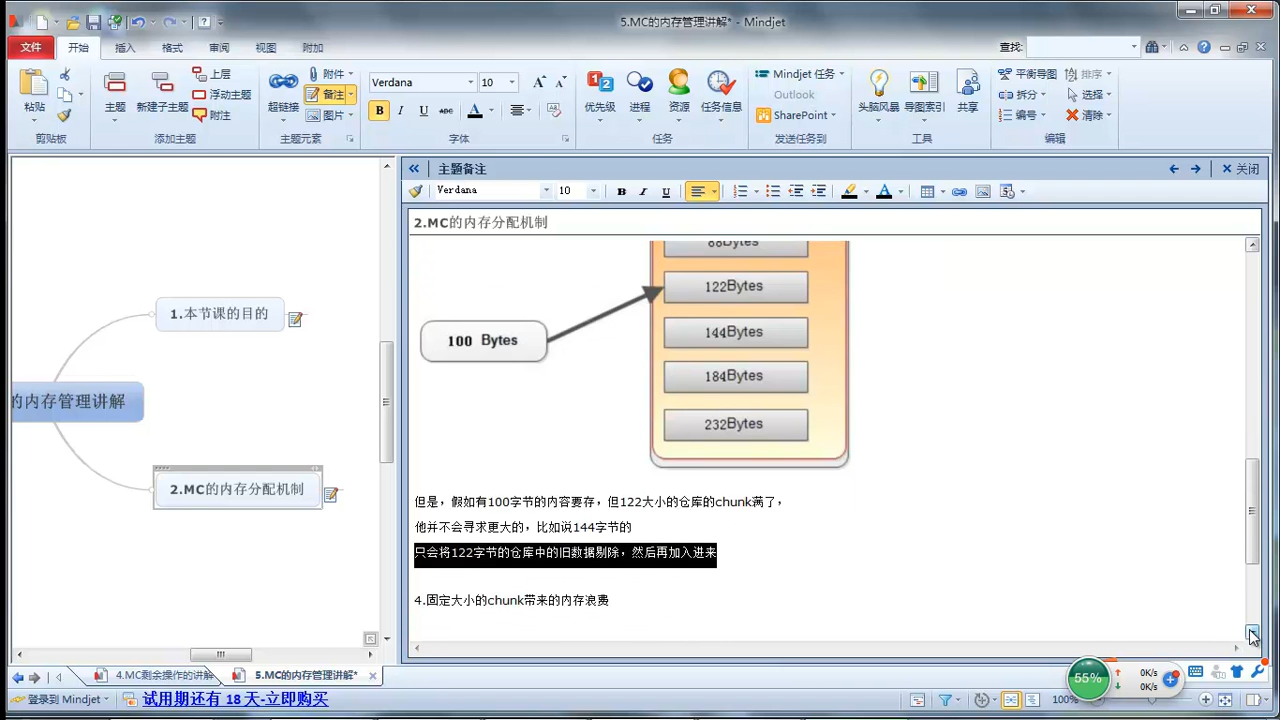 5.MC的内存管理讲解* - Mindjet
文件 开始 插入 格式 审阅 视图 附加 查找:
粘贴 剪贴板
主题 新建子主题 上层 浮动主题 附注 添加主题
超链接 附件 备注 图片 主题元素
Verdana 10 字体
优先级 进程 资源 任务信息 任务
Mindjet 任务 Outlook SharePoint 发送任务到
头脑风暴 导图索引 共享 工具
平衡导图 排序 拆分 选择 编号 清除 编辑
主题备注 关闭
Verdana 10
2.MC的内存分配机制
1.本节课的目的
的内存管理讲解
2.MC的内存分配机制
88Bytes
122Bytes
100 Bytes
144Bytes
184Bytes
232Bytes
但是，假如有100字节的内容要存，但122大小的仓库的chunk满了，
他并不会寻求更大的，比如说144字节的
只会将122字节的仓库中的旧数据剔除，然后再加入进来
4.固定大小的chunk带来的内存浪费
4.MC剩余操作的讲解 5.MC的内存管理讲解*
登录到 Mindjet 试用期还有 18 天-立即购买
55% 0K/s
0K/s
100%